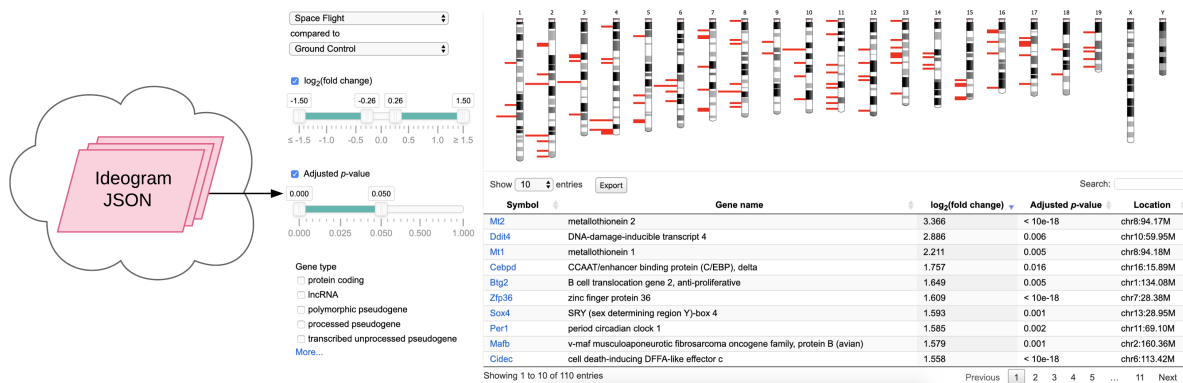 Ideogram
JSON
Space Flight
compared to
Ground Control
log2(fold change)
-1.50 -0.26 0.26 1.50
≤ -1.5 -1.0 -0.5 0.0 0.5 1.0 ≥ 1.5
Adjusted p-value
0.000 0.050
0.000 0.025 0.050 0.500 1.000
Gene type
protein coding
lncRNA
polymorphic pseudogene
processed pseudogene
transcribed unprocessed pseudogene
More...
1 2 3 4 5 6 7 8 9 10 11 12 13 14 15 16 17 18 19 X Y
Show 10 entries Export Search:
Symbol Gene name log2(fold change) Adjusted p-value Location
Mt2 metallothionein 2 3.366 < 10e-18 chr8:94.17M
Ddit4 DNA-damage-inducible transcript 4 2.886 0.006 chr10:59.95M
Mt1 metallothionein 1 2.211 0.005 chr8:94.18M
Cebpd CCAAT/enhancer binding protein (C/EBP), delta 1.757 0.016 chr16:15.89M
Btg2 B cell translocation gene 2, anti-proliferative 1.649 0.005 chr1:134.08M
Zfp36 zinc finger protein 36 1.609 < 10e-18 chr7:28.38M
Sox4 SRY (sex determining region Y)-box 4 1.593 0.001 chr13:28.95M
Per1 period circadian clock 1 1.585 0.002 chr11:69.10M
Mafb v-maf musculoaponeurotic fibrosarcoma oncogene family, protein B (avian) 1.579 0.001 chr2:160.36M
Cidec cell death-inducing DFFA-like effector c 1.558 < 10e-18 chr6:113.42M
Showing 1 to 10 of 110 entries Previous 1 2 3 4 5 ... 11 Next